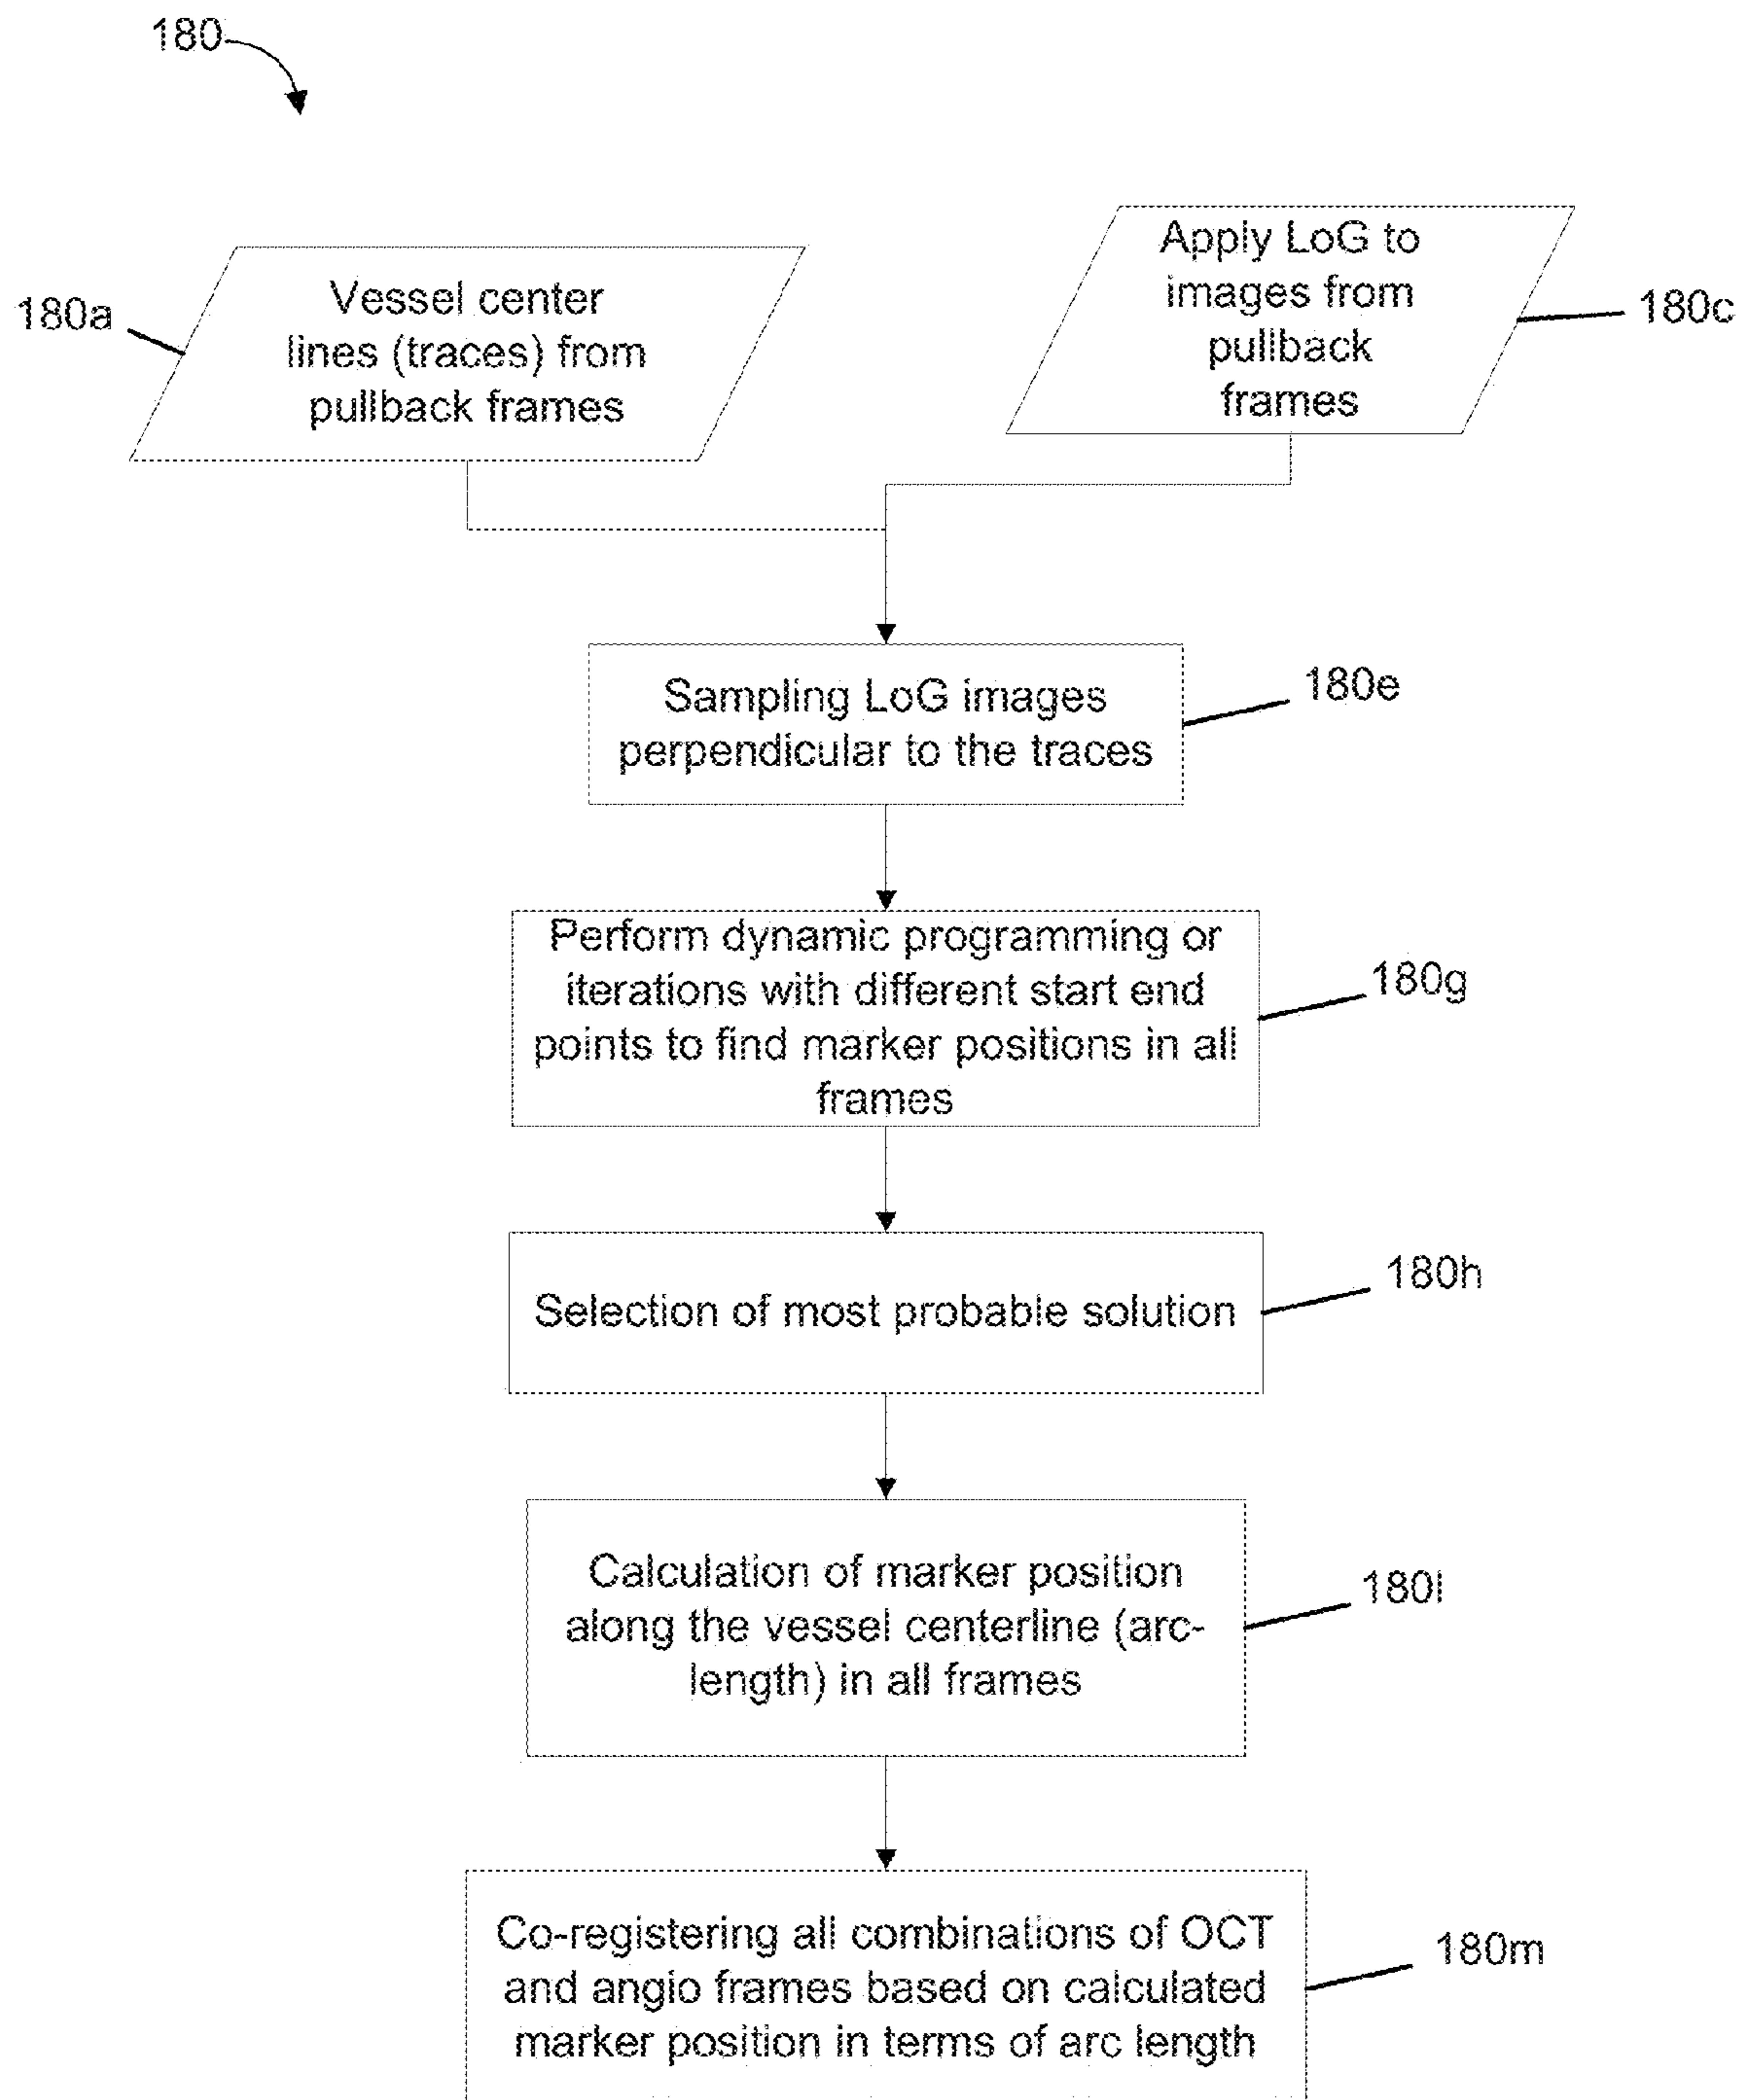 180
180a
Vessel center
lines (traces) from
pullback frames
Apply LoG to
images from
pullback
frames
180c
Sampling LoG images
perpendicular to the traces
180e
Perform dynamic programming or
iterations with different start end
points to find marker positions in all
frames
180g
Selection of most probable solution
180h
Calculation of marker position
along the vessel centerline (arc-
length) in all frames
180l
Co-registering all combinations of OCT
and angio frames based on calculated
marker position in terms of arc length
180m